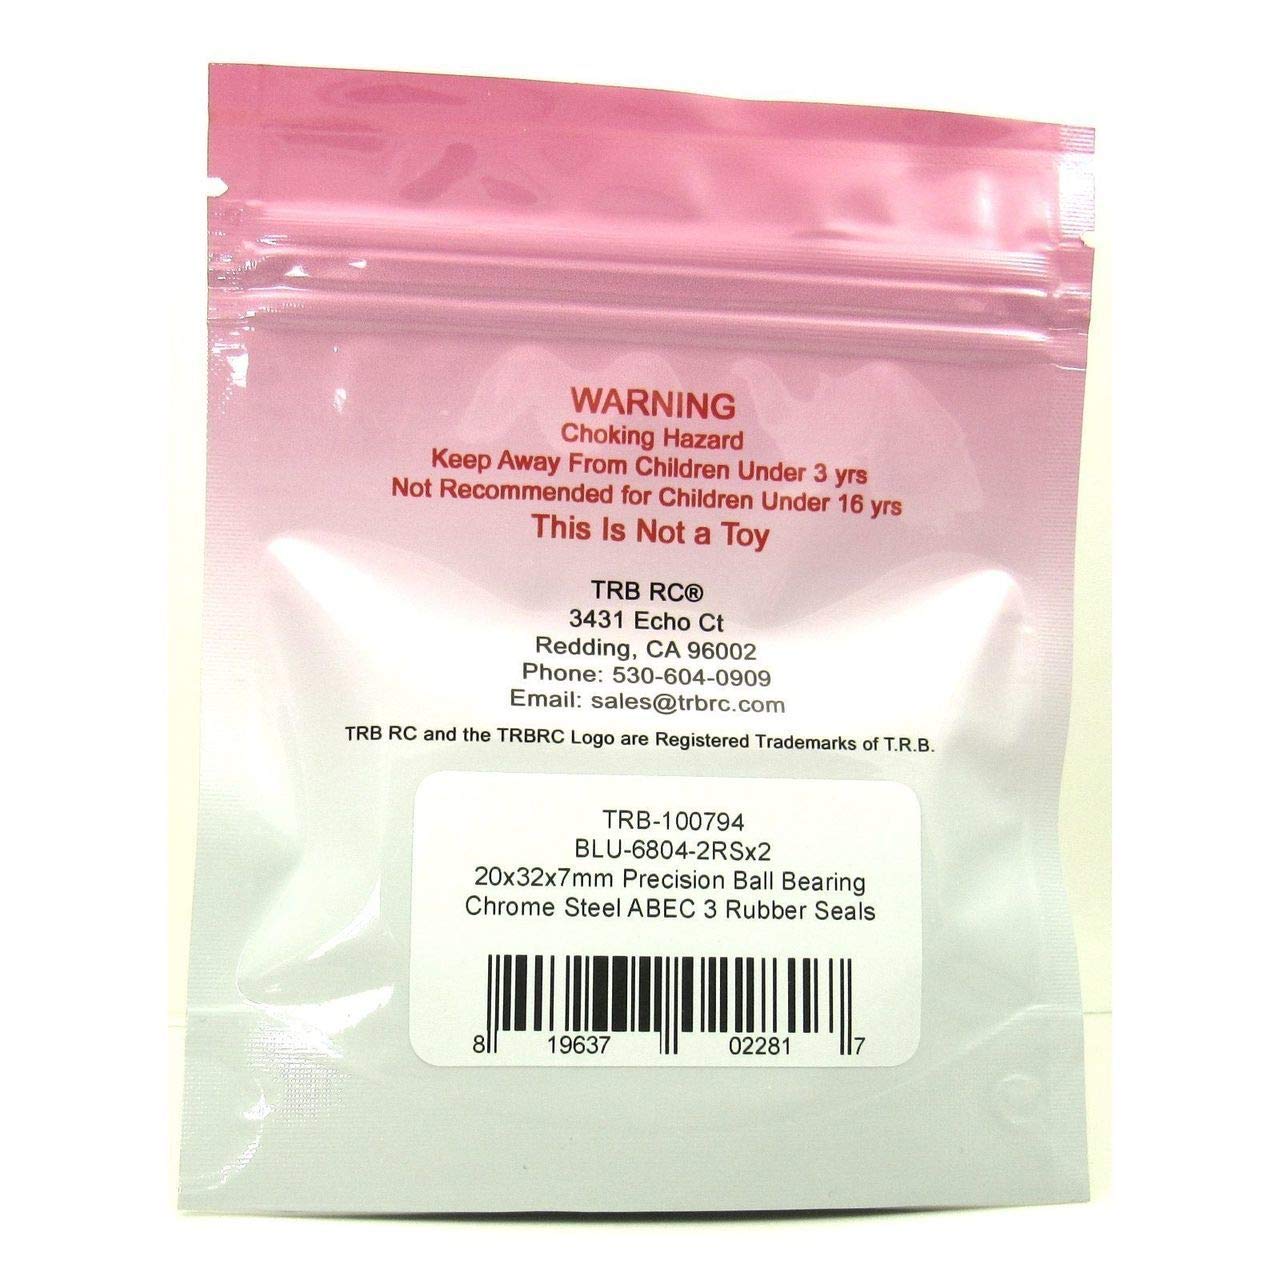 WARNING
Choking Hazard
Keep Away From Children Under 3 yrs
Not Recommended for Children Under 16 yrs
This Is Not a Toy
TRB RC®
3431 Echo Ct
Redding, CA 96002
Phone: 530-604-0909
Email: sales@trbrc.com
TRB RC and the TRBRC Logo are Registered Trademarks of T.R.B.
TRB-100794
BLU-6804-2RSx2
20x32x7mm Precision Ball Bearing
Chrome Steel ABEC 3 Rubber Seals
8 19637 02281 7